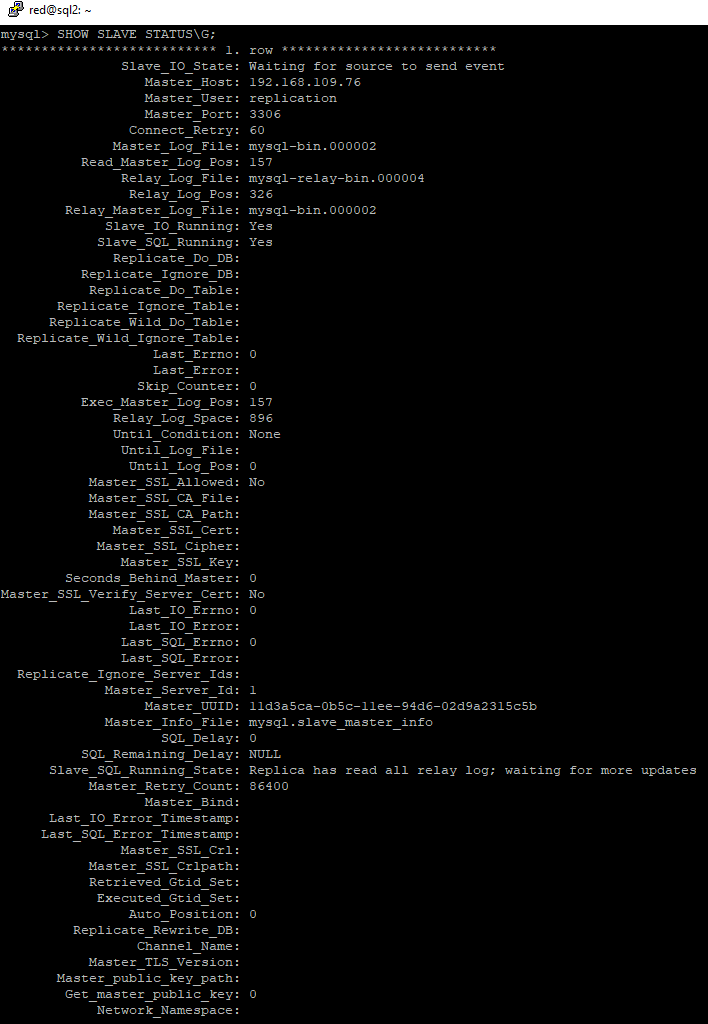 red@sql2: ~
mysql> SHOW SLAVE STATUS\G;
*************************** 1. row ***************************
Slave_IO_State: Waiting for source to send event
Master_Host: 192.168.109.76
Master_User: replication
Master_Port: 3306
Connect_Retry: 60
Master_Log_File: mysql-bin.000002
Read_Master_Log_Pos: 157
Relay_Log_File: mysql-relay-bin.000004
Relay_Log_Pos: 326
Relay_Master_Log_File: mysql-bin.000002
Slave_IO_Running: Yes
Slave_SQL_Running: Yes
Replicate_Do_DB:
Replicate_Ignore_DB:
Replicate_Do_Table:
Replicate_Ignore_Table:
Replicate_Wild_Do_Table:
Replicate_Wild_Ignore_Table:
Last_Errno: 0
Last_Error:
Skip_Counter: 0
Exec_Master_Log_Pos: 157
Relay_Log_Space: 896
Until_Condition: None
Until_Log_File:
Until_Log_Pos: 0
Master_SSL_Allowed: No
Master_SSL_CA_File:
Master_SSL_CA_Path:
Master_SSL_Cert:
Master_SSL_Cipher:
Master_SSL_Key:
Seconds_Behind_Master: 0
Master_SSL_Verify_Server_Cert: No
Last_IO_Errno: 0
Last_IO_Error:
Last_SQL_Errno: 0
Last_SQL_Error:
Replicate_Ignore_Server_Ids:
Master_Server_Id: 1
Master_UUID: 11d3a5ca-0b5c-11ee-94d6-02d9a2315c5b
Master_Info_File: mysql.slave_master_info
SQL_Delay: 0
SQL_Remaining_Delay: NULL
Slave_SQL_Running_State: Replica has read all relay log; waiting for more updates
Master_Retry_Count: 86400
Master_Bind:
Last_IO_Error_Timestamp:
Last_SQL_Error_Timestamp:
Master_SSL_Crl:
Master_SSL_Crlpath:
Retrieved_Gtid_Set:
Executed_Gtid_Set:
Auto_Position: 0
Replicate_Rewrite_DB:
Channel_Name:
Master_TLS_Version:
Master_public_key_path:
Get_master_public_key: 0
Network_Namespace: